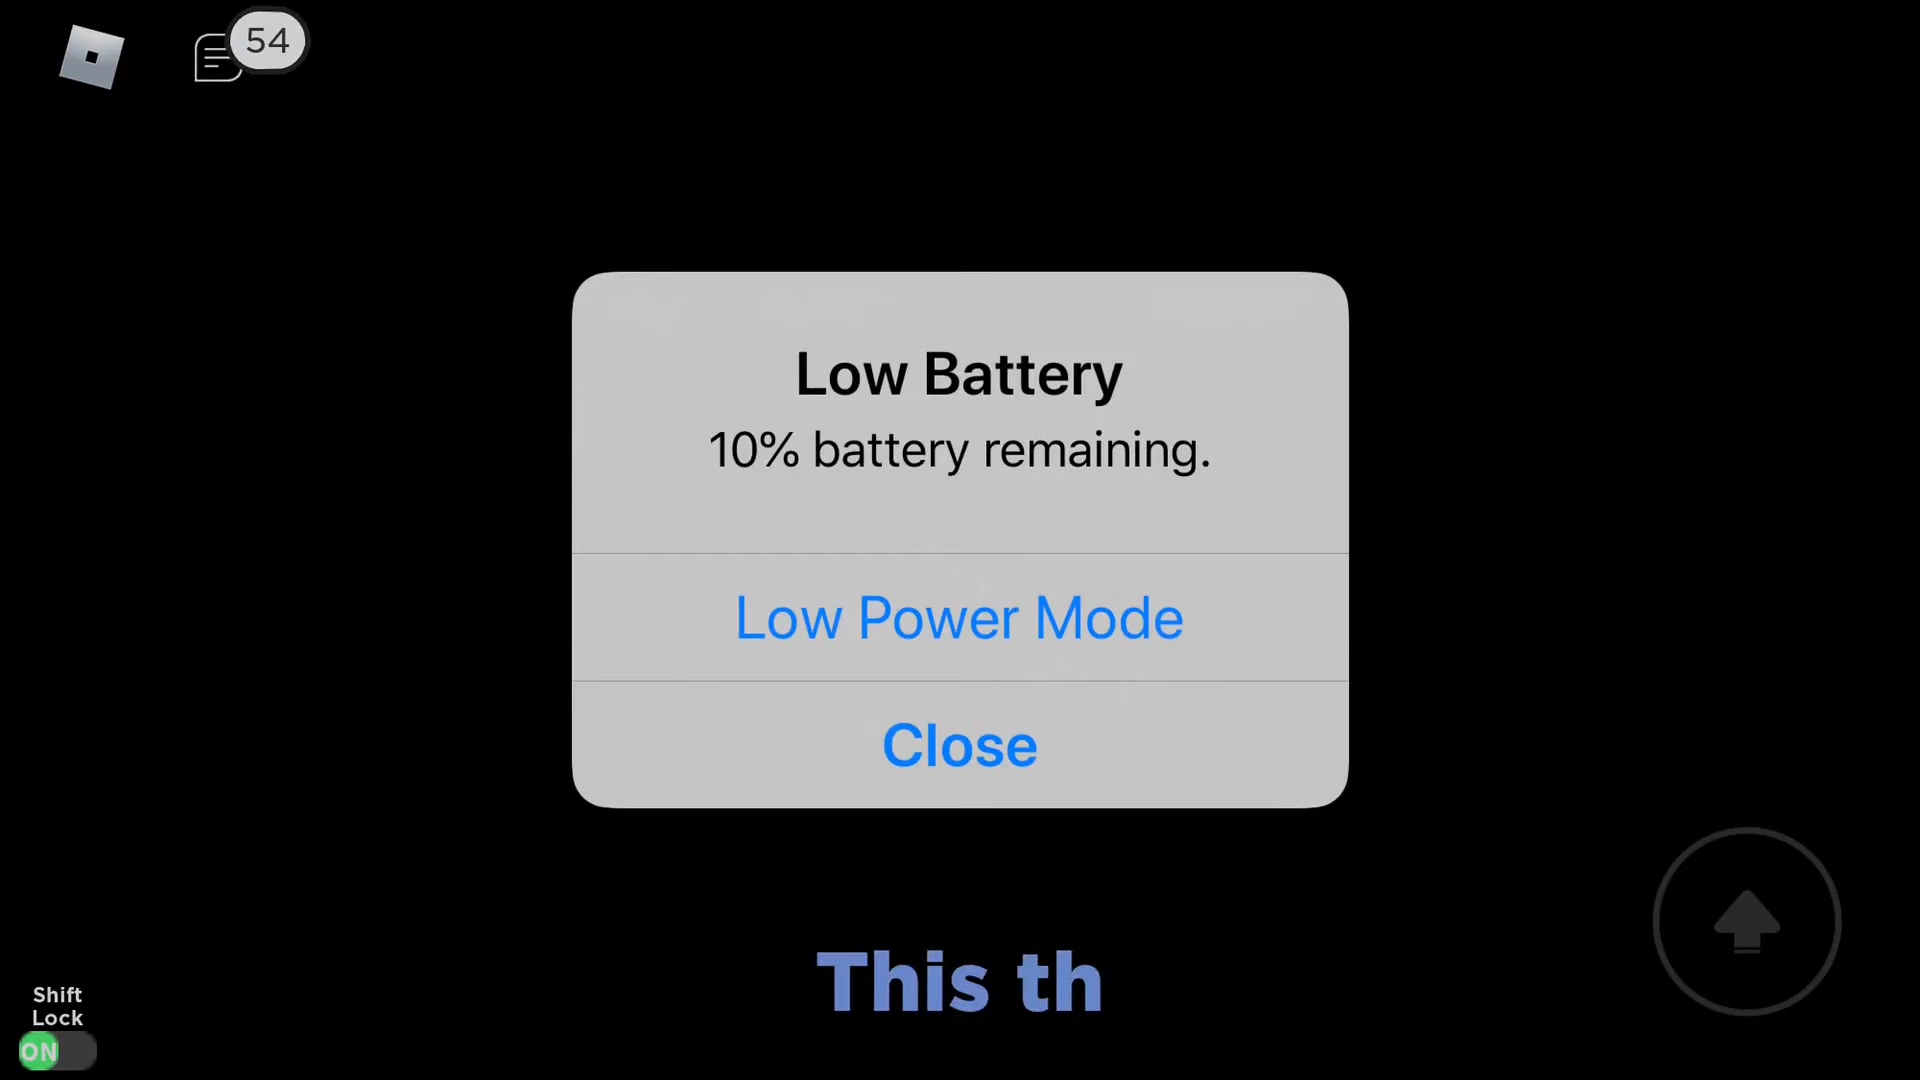 54
Low Battery
10% battery remaining.
Low Power Mode
Close
This th
Shift
Lock
ON